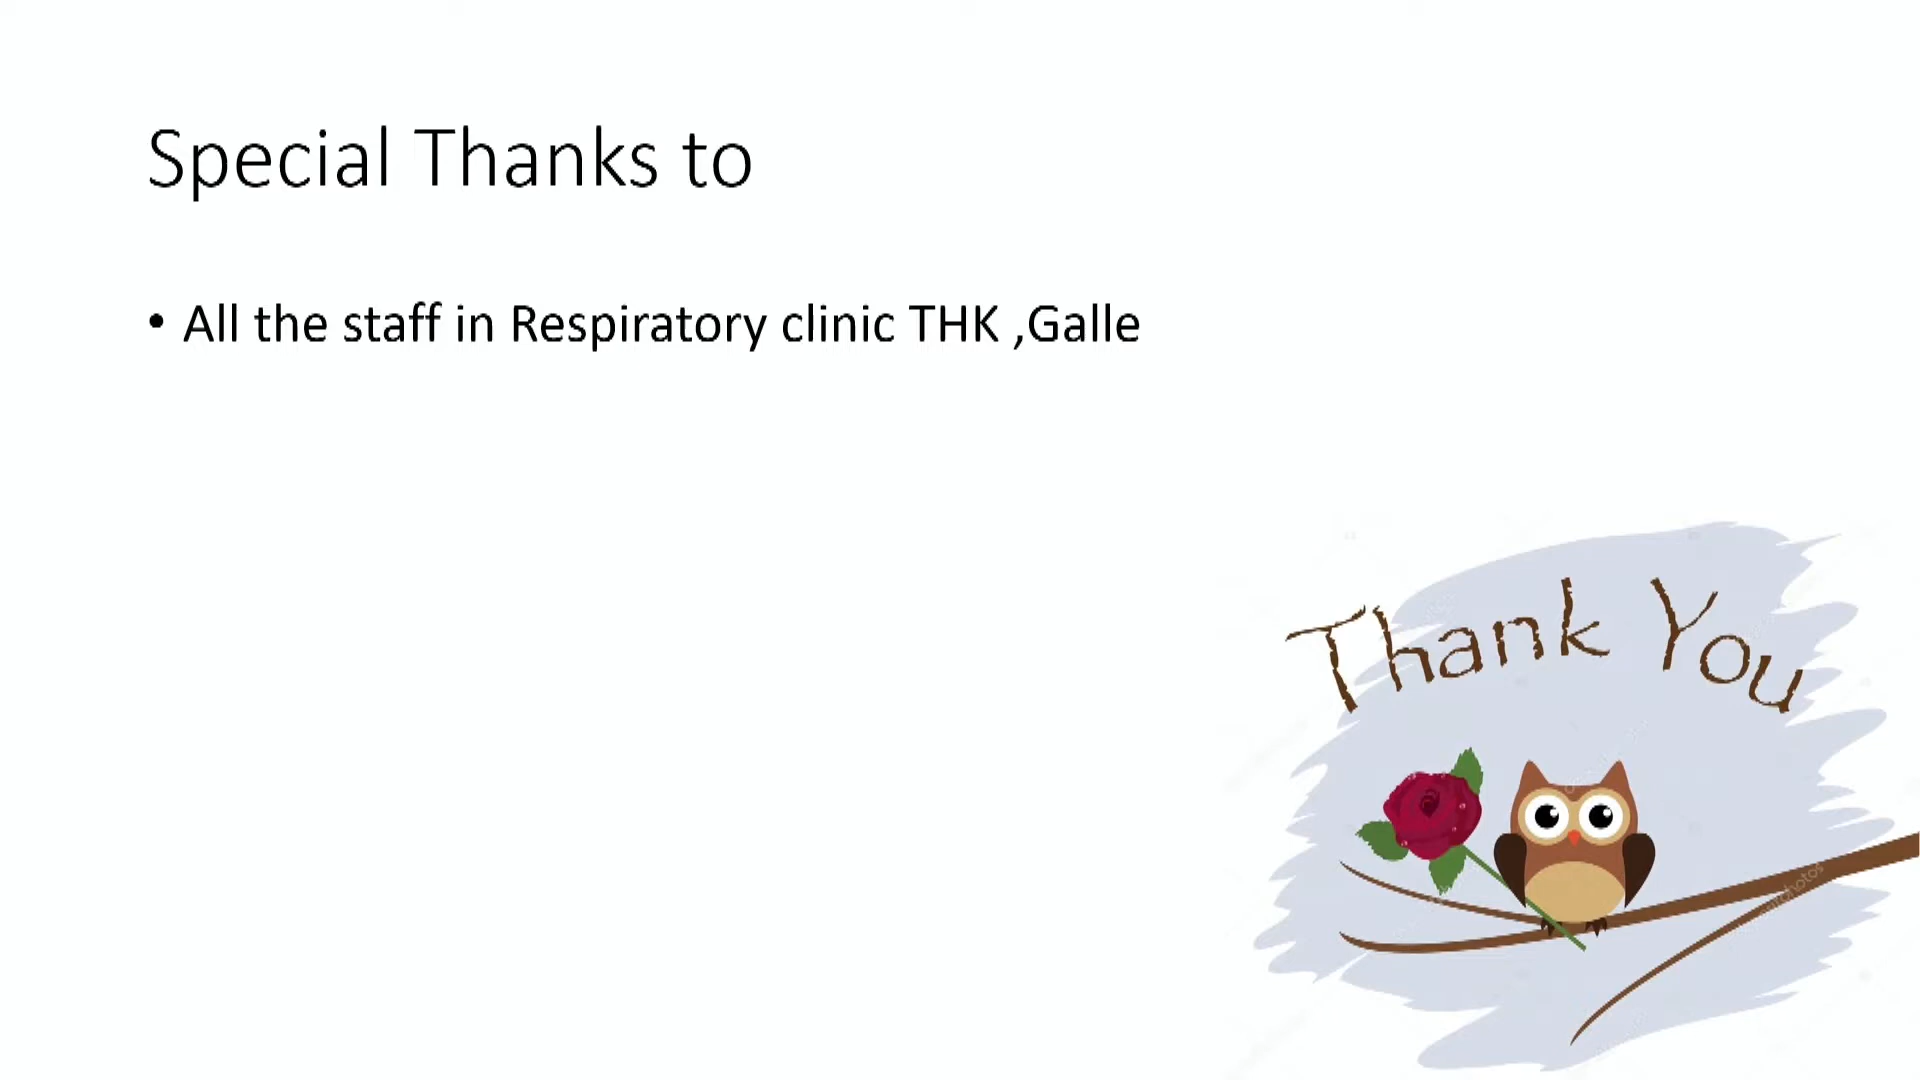 Special Thanks to
• All the staff in Respiratory clinic THK ,Galle
Thank You